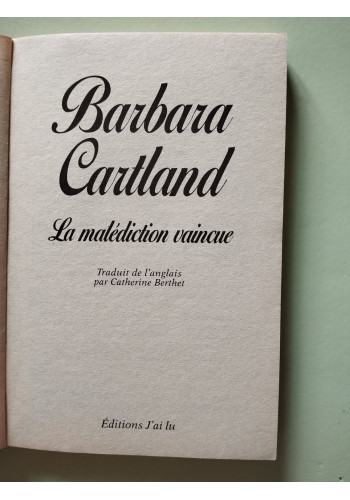 Barbara
Cartland
La malédiction vaincue
Traduit de l'anglais
par Catherine Berthet
Éditions J'ai lu